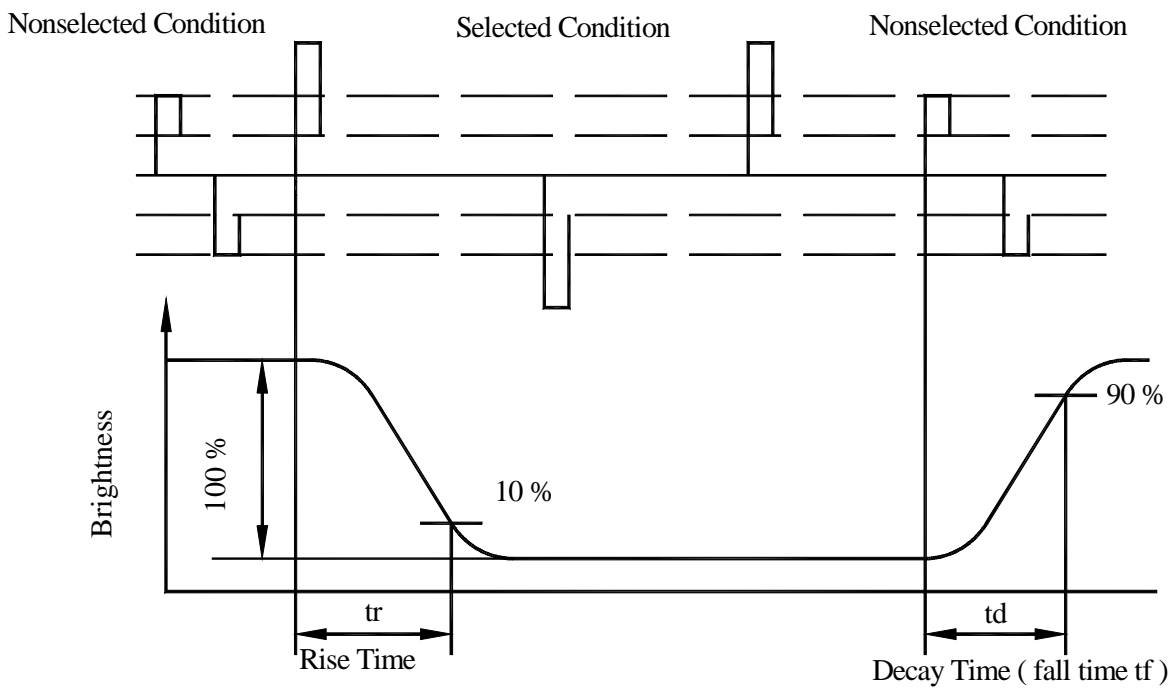 Nonselected Condition
Selected Condition
Nonselected Condition
Brightness
100 %
10 %
90 %
tr
Rise Time
td
Decay Time ( fall time tf )